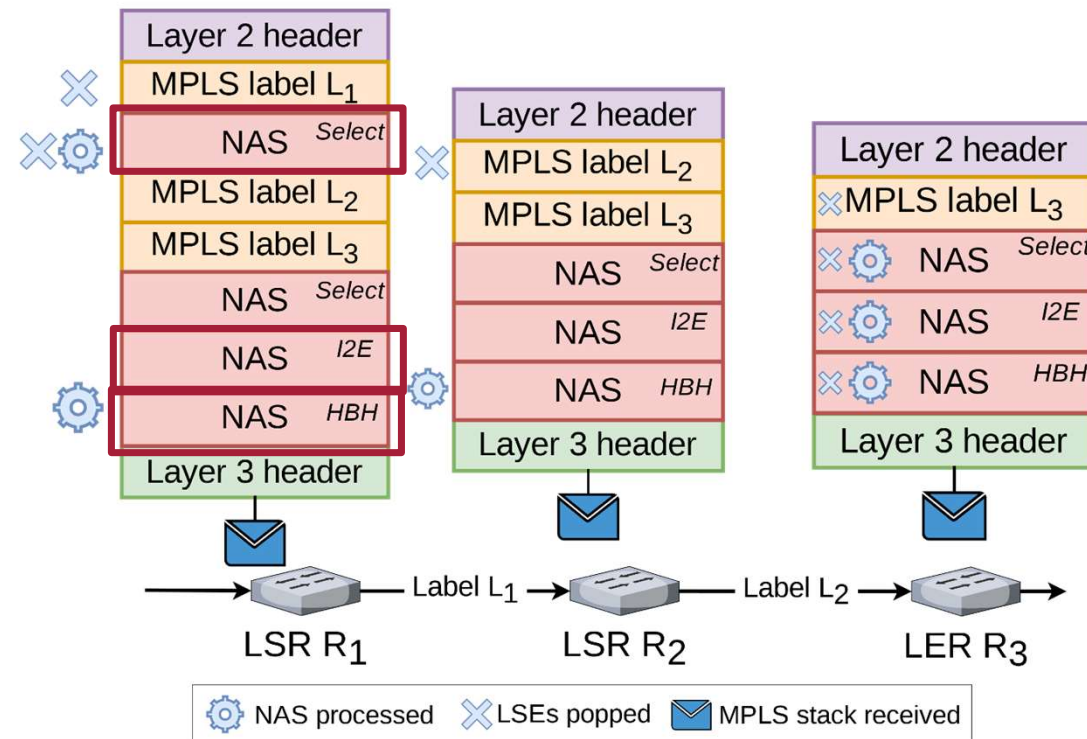 Layer 2 header
MPLS label L1
NAS Select
MPLS label L2
MPLS label L3
NAS Select
NAS I2E
NAS HBH
Layer 3 header
Layer 2 header
MPLS label L2
MPLS label L3
NAS Select
NAS I2E
NAS HBH
Layer 3 header
Layer 2 header
MPLS label L3
NAS Select
NAS I2E
NAS HBH
Layer 3 header
Label L1
Label L2
LSR R1
LSR R2
LER R3
NAS processed
LSEs popped
MPLS stack received